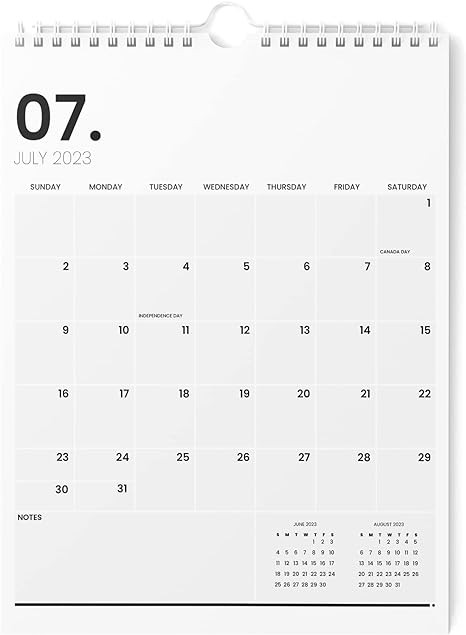 07.
JULY 2023
SUNDAY MONDAY TUESDAY WEDNESDAY THURSDAY FRIDAY SATURDAY
1
CANADA DAY
2 3 4 5 6 7 8
INDEPENDENCE DAY
9 10 11 12 13 14 15
16 17 18 19 20 21 22
23 24 25 26 27 28 29
30 31
NOTES
JUNE 2023
S M T W T F S
1 2 3
4 5 6 7 8 9 10
11 12 13 14 15 16 17
18 19 20 21 22 23 24
25 26 27 28 29 30
AUGUST 2023
S M T W T F S
1 2 3 4 5
6 7 8 9 10 11 12
13 14 15 16 17 18 19
20 21 22 23 24 25 26
27 28 29 30 31